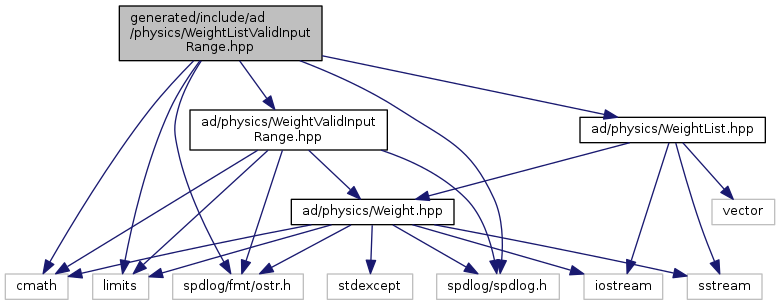 generated/include/ad
/physics/WeightListValidInput
Range.hpp
ad/physics/WeightValidInput
Range.hpp
ad/physics/WeightList.hpp
ad/physics/Weight.hpp
vector
cmath
limits
spdlog/fmt/ostr.h
stdexcept
spdlog/spdlog.h
iostream
sstream